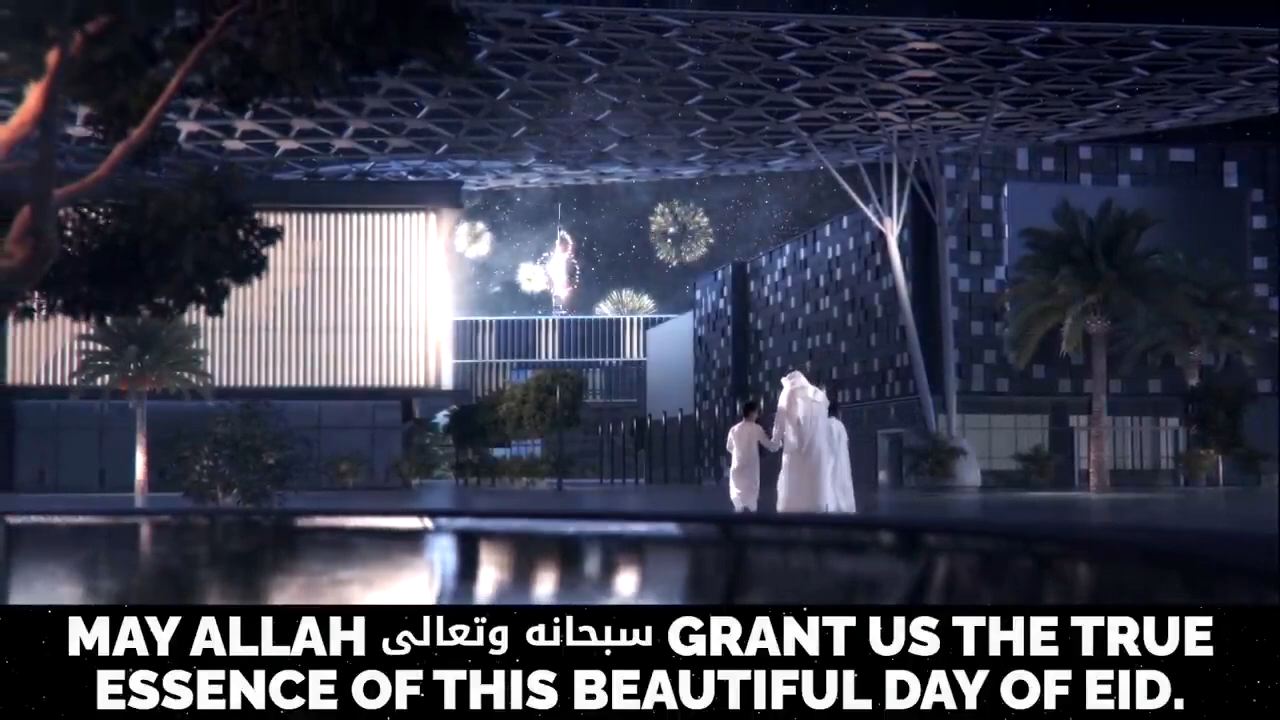 MAY ALLAH سبحانه وتعالى GRANT US THE TRUE
ESSENCE OF THIS BEAUTIFUL DAY OF EID.